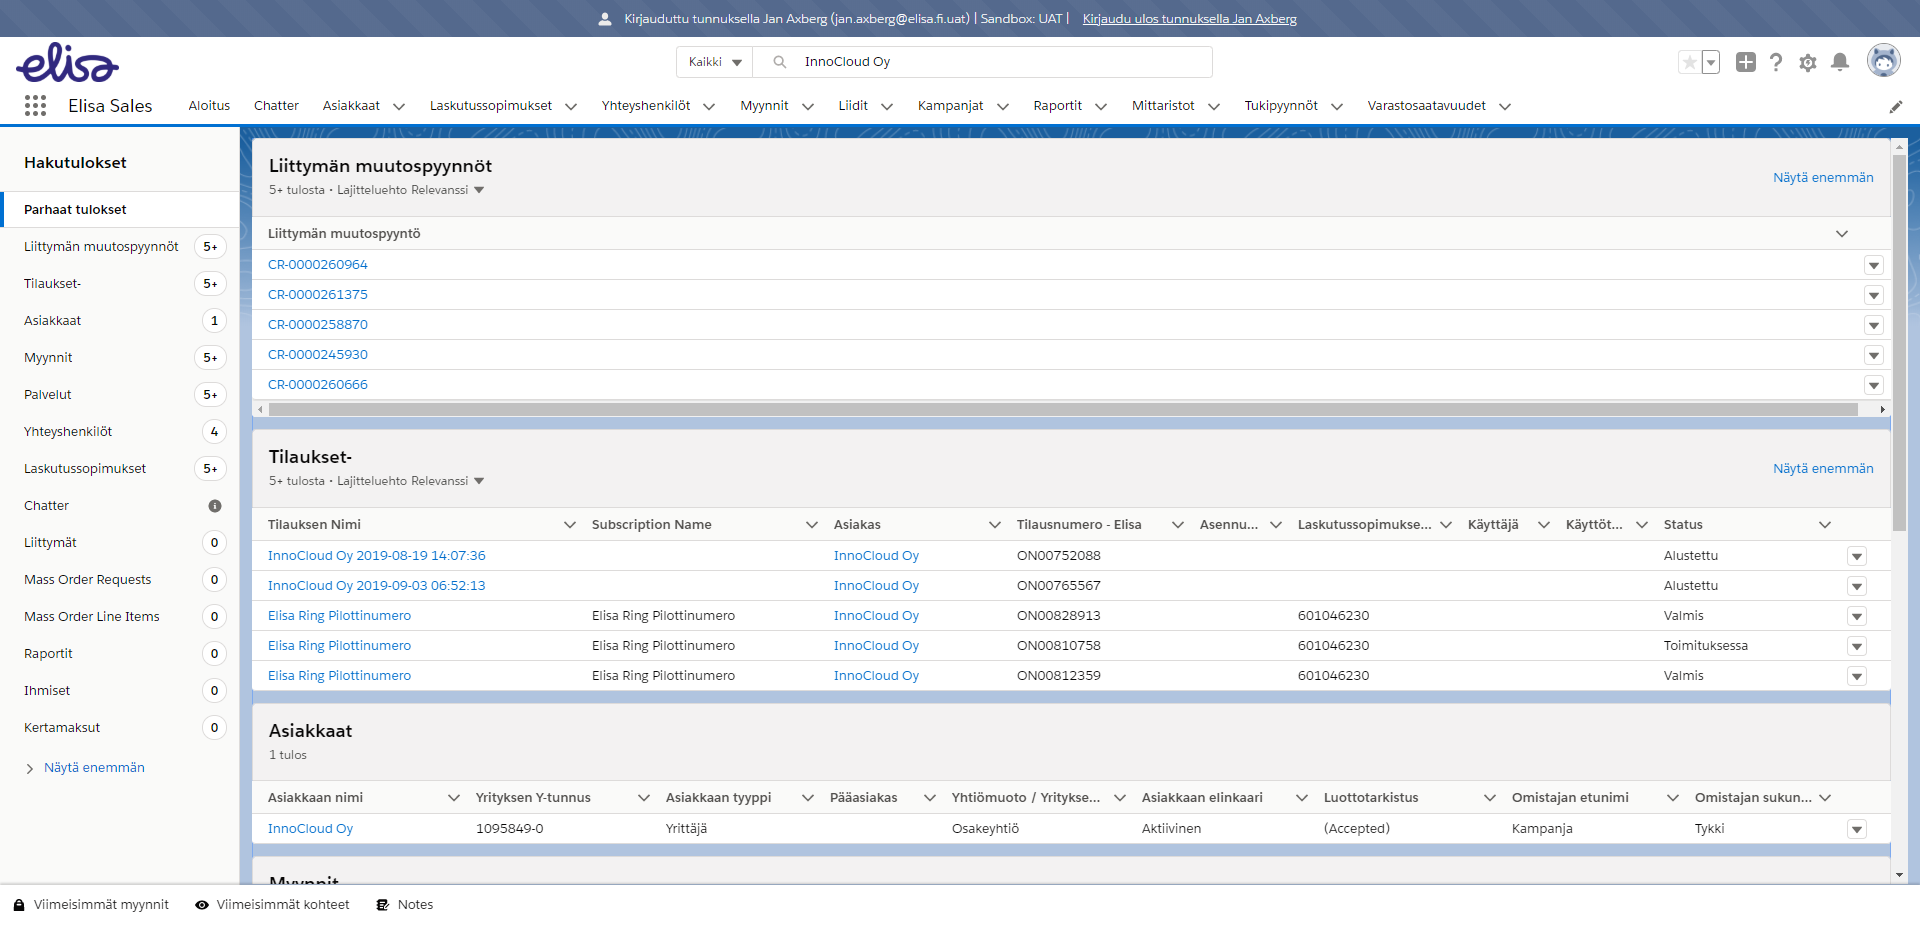 Kirjauduttu tunnuksella Jan Axberg (jan.axberg@elisa.fi.uat) | Sandbox: UAT | Kirjaudu ulos tunnuksella Jan Axberg
elisa
Kaikki InnoCloud Oy
Elisa Sales Aloitus Chatter Asiakkaat Laskutussopimukset Yhteyshenkilöt Myynnit Liidit Kampanjat Raportit Mittaristot Tukipyynnöt Varastosaatavuudet
Hakutulokset
Parhaat tulokset
Liittymän muutospyynnöt 5+
Tilaukset- 5+
Asiakkaat 1
Myynnit 5+
Palvelut 5+
Yhteyshenkilöt 4
Laskutussopimukset 5+
Chatter
Liittymät 0
Mass Order Requests 0
Mass Order Line Items 0
Raportit 0
Ihmiset 0
Kertamaksut 0
Näytä enemmän
Liittymän muutospyynnöt
5+ tulosta • Lajitteluehto Relevanssi
Näytä enemmän
Liittymän muutospyyntö
CR-0000260964
CR-0000261375
CR-0000258870
CR-0000245930
CR-0000260666
Tilaukset-
5+ tulosta • Lajitteluehto Relevanssi
Näytä enemmän
Tilauksen Nimi Subscription Name Asiakas Tilausnumero - Elisa Asennu... Laskutussopimukse... Käyttäjä Käyttöt... Status
InnoCloud Oy 2019-08-19 14:07:36 InnoCloud Oy ON00752088 Alustettu
InnoCloud Oy 2019-09-03 06:52:13 InnoCloud Oy ON00765567 Alustettu
Elisa Ring Pilottinumero Elisa Ring Pilottinumero InnoCloud Oy ON00828913 601046230 Valmis
Elisa Ring Pilottinumero Elisa Ring Pilottinumero InnoCloud Oy ON00810758 601046230 Toimituksessa
Elisa Ring Pilottinumero Elisa Ring Pilottinumero InnoCloud Oy ON00812359 601046230 Valmis
Asiakkaat
1 tulos
Asiakkaan nimi Yrityksen Y-tunnus Asiakkaan tyyppi Pääasiakas Yhtiömuoto / Yritykse... Asiakkaan elinkaari Luottotarkistus Omistajan etunimi Omistajan sukun...
InnoCloud Oy 1095849-0 Yrittäjä Osakeyhtiö Aktiivinen (Accepted) Kampanja Tykki
Myynnit
Viimeisimmät myynnit Viimeisimmät kohteet Notes